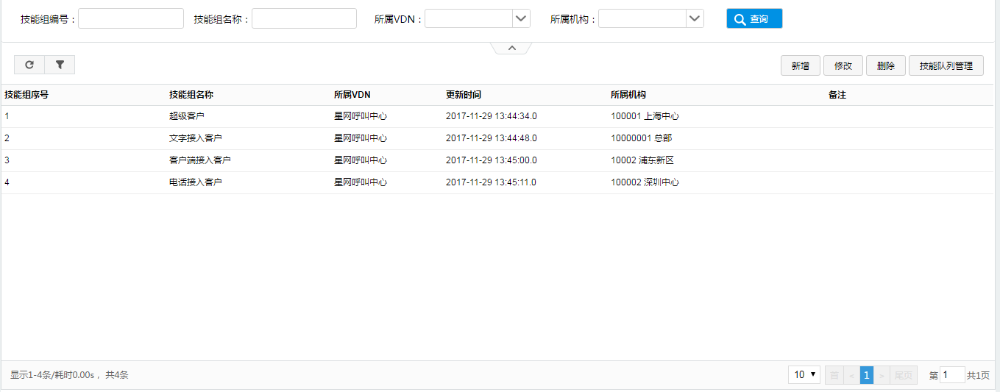 技能组编号： 技能组名称： 所属VDN： 所属机构： 查询
新增 修改 删除 技能队列管理
技能组序号 技能组名称 所属VDN 更新时间 所属机构 备注
1 超级客户 星网呼叫中心 2017-11-29 13:44:34.0 100001 上海中心
2 文字接入客户 星网呼叫中心 2017-11-29 13:44:48.0 10000001 总部
3 客户端接入客户 星网呼叫中心 2017-11-29 13:45:00.0 10002 浦东新区
4 电话接入客户 星网呼叫中心 2017-11-29 13:45:11.0 100002 深圳中心
显示1-4条/耗时0.00s， 共4条 10 首 < 1 > 尾页 第 1 共1页